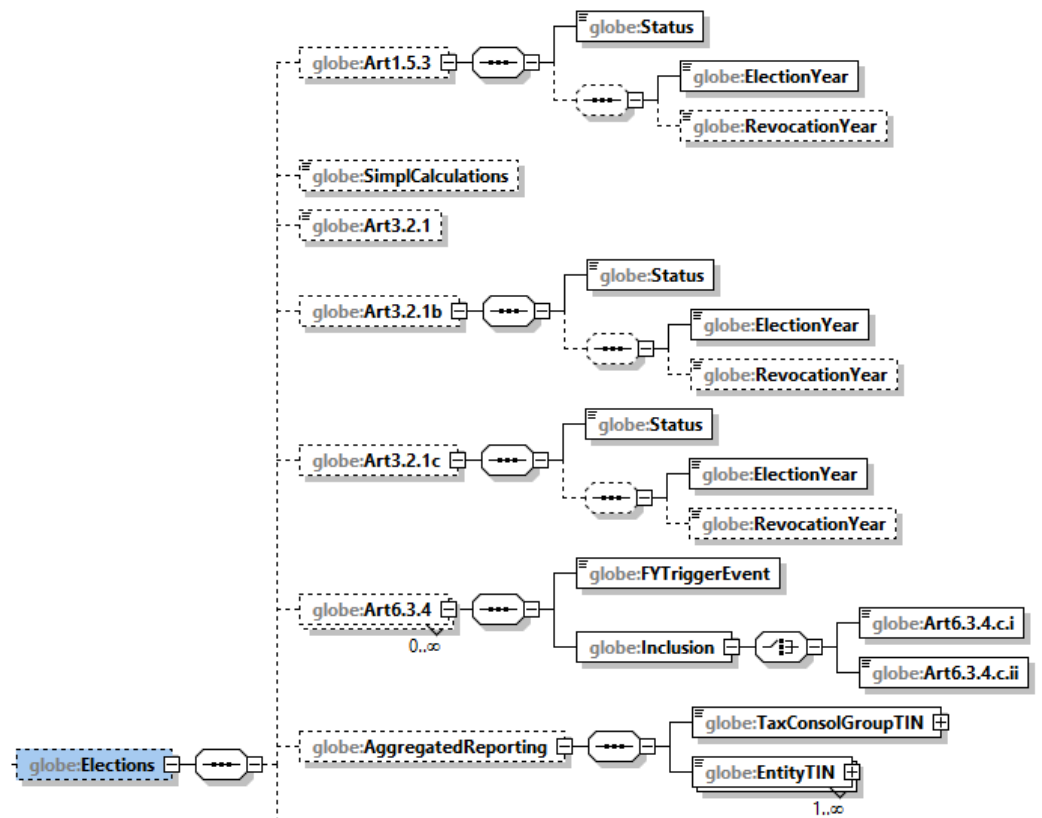 globe:Status
globe:Art1.5.3
globe:ElectionYear
globe:RevocationYear
globe:SimplCalculations
globe:Art3.2.1
globe:Status
globe:Art3.2.1b
globe:ElectionYear
globe:RevocationYear
globe:Status
globe:Art3.2.1c
globe:ElectionYear
globe:RevocationYear
globe:FYTriggerEvent
globe:Art6.3.4
0..∞
globe:Inclusion
globe:Art6.3.4.c.i
globe:Art6.3.4.c.ii
globe:TaxConsolGroupTIN
globe:AggregatedReporting
globe:Elections
globe:EntityTIN
1..∞